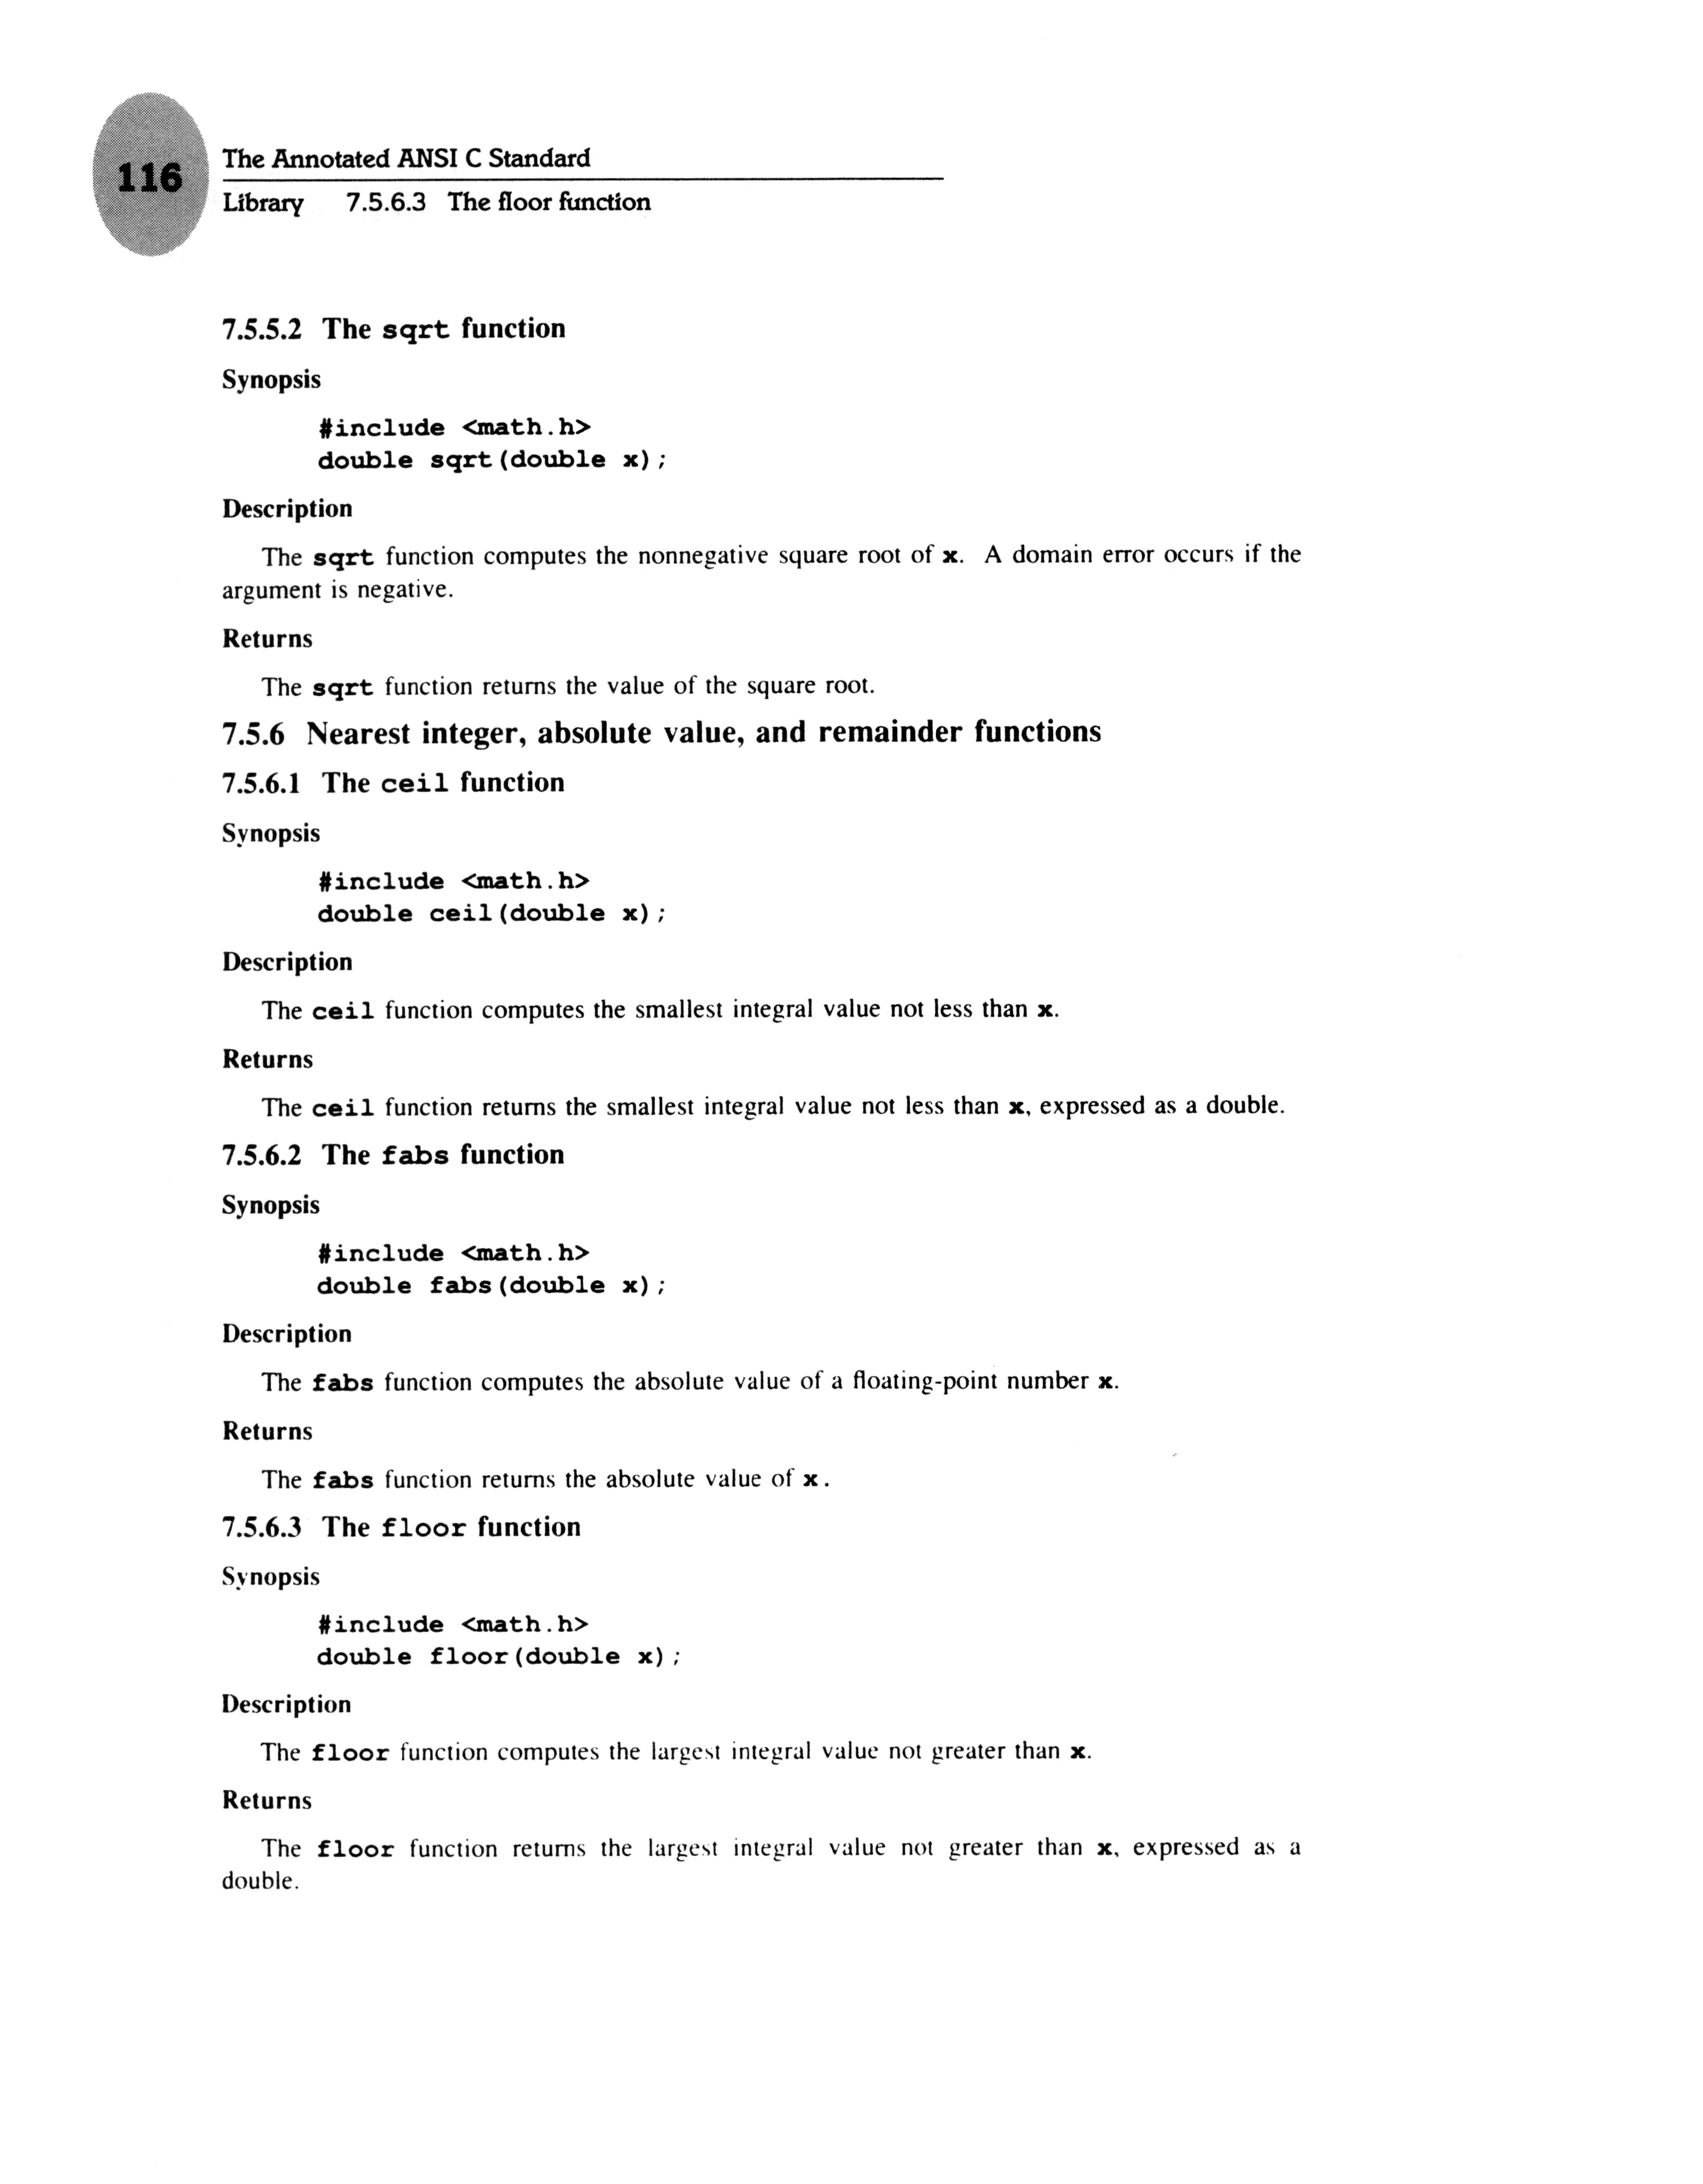 116
The Annotated ANSI C Standard
Library 7.5.6.3 The floor function
7.5.5.2 The sqrt function
Synopsis
#include <math.h>
double sqrt(double x);
Description
The sqrt function computes the nonnegative square root of x. A domain error occurs if the
argument is negative.
Returns
The sqrt function returns the value of the square root.
7.5.6 Nearest integer, absolute value, and remainder functions
7.5.6.1 The ceil function
Synopsis
#include <math.h>
double ceil(double x);
Description
The ceil function computes the smallest integral value not less than x.
Returns
The ceil function returns the smallest integral value not less than x, expressed as a double.
7.5.6.2 The fabs function
Synopsis
#include <math.h>
double fabs(double x);
Description
The fabs function computes the absolute value of a floating-point number x.
Returns
The fabs function returns the absolute value of x.
7.5.6.3 The floor function
Synopsis
#include <math.h>
double floor(double x);
Description
The floor function computes the largest integral value not greater than x.
Returns
The floor function returns the largest integral value not greater than x, expressed as a
double.